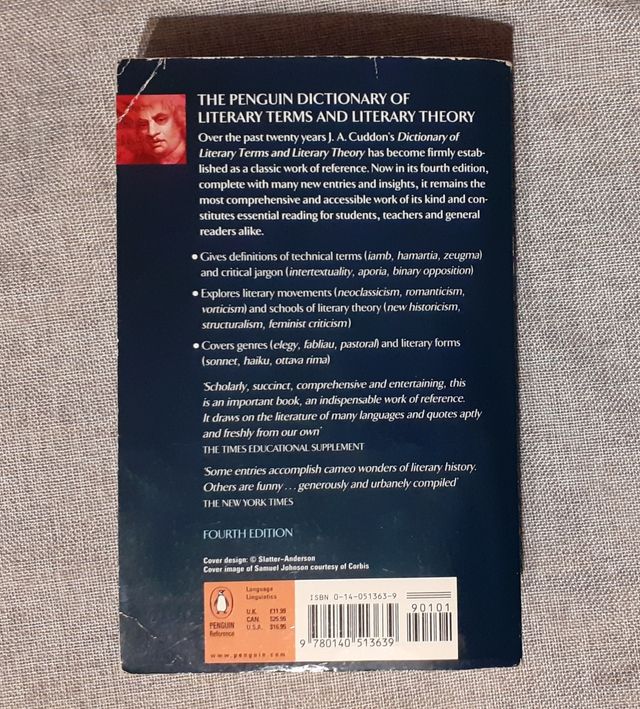 THE PENGUIN DICTIONARY OF
LITERARY TERMS AND LITERARY THEORY
Over the past twenty years J. A. Cuddon's Dictionary of
Literary Terms and Literary Theory has become firmly estab-
lished as a classic work of reference. Now in its fourth edition,
complete with many new entries and insights, it remains the
most comprehensive and accessible work of its kind and con-
stitutes essential reading for students, teachers and general
readers alike.
• Gives definitions of technical terms (iamb, hamartia, zeugma)
and critical jargon (intertextuality, aporia, binary opposition)
• Explores literary movements (neoclassicism, romanticism,
vorticism) and schools of literary theory (new historicism,
structuralism, feminist criticism)
• Covers genres (elegy, fabliau, pastoral) and literary forms
(sonnet, haiku, ottava rima)
'Scholarly, succinct, comprehensive and entertaining, this
is an important book, an indispensable work of reference.
It draws on the literature of many languages and quotes aptly
and freshly from our own'
THE TIMES EDUCATIONAL SUPPLEMENT
'Some entries accomplish cameo wonders of literary history.
Others are funny... generously and urbanely compiled'
THE NEW YORK TIMES
FOURTH EDITION
Cover design: © Slatter-Anderson
Cover image of Samuel Johnson courtesy of Corbis
PENGUIN
Reference
Language
Linguistics
U.K. £11.99
CAN. $25.99
U.S.A. $16.95
www.penguin.com
ISBN 0-14-051363-9
90101
9 780140 513639